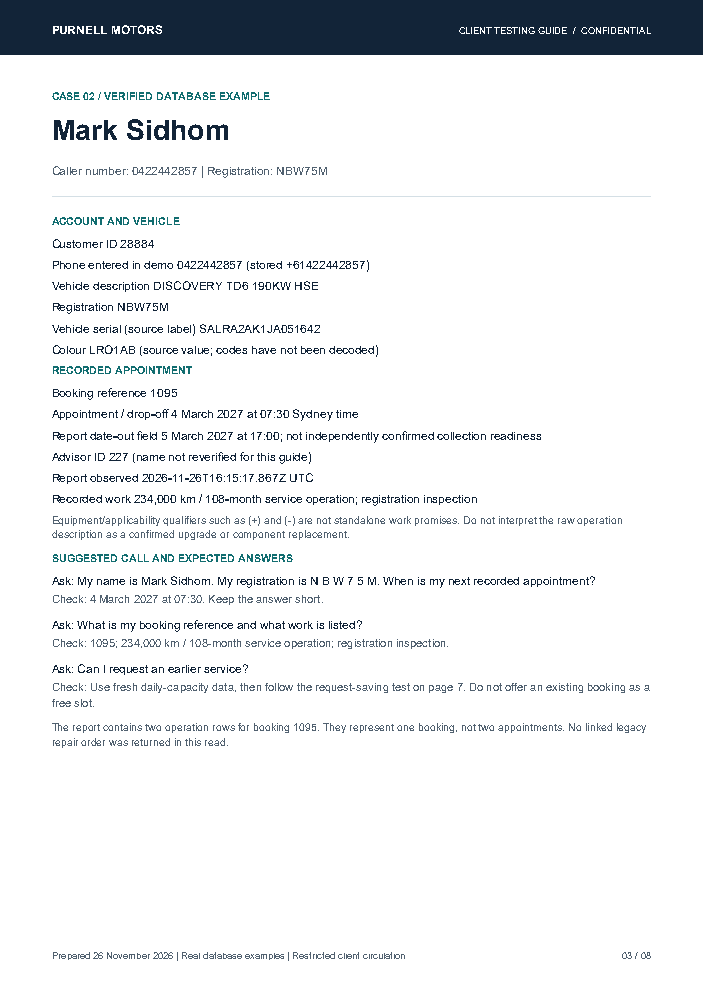 PURNELL MOTORS
CLIENT TESTING GUIDE / CONFIDENTIAL
CASE 02 / VERIFIED DATABASE EXAMPLE
Mark Sidhom
Caller number: 0422442857 | Registration: NBW75M
ACCOUNT AND VEHICLE
Customer ID 28884
Phone entered in demo 0422442857 (stored +61422442857)
Vehicle description DISCOVERY TD6 190KW HSE
Registration NBW75M
Vehicle serial (source label) SALRA2AK1JA051642
Colour LRO1AB (source value; codes have not been decoded)
RECORDED APPOINTMENT
Booking reference 1095
Appointment / drop-off 4 March 2027 at 07:30 Sydney time
Report date-out field 5 March 2027 at 17:00; not independently confirmed collection readiness
Advisor ID 227 (name not reverified for this guide)
Report observed 2026-11-26T16:15:17.867Z UTC
Recorded work 234,000 km / 108-month service operation; registration inspection
Equipment/applicability qualifiers such as (+) and (-) are not standalone work promises. Do not interpret the raw operation
description as a confirmed upgrade or component replacement.
SUGGESTED CALL AND EXPECTED ANSWERS
Ask: My name is Mark Sidhom. My registration is N B W 7 5 M. When is my next recorded appointment?
Check: 4 March 2027 at 07:30. Keep the answer short.
Ask: What is my booking reference and what work is listed?
Check: 1095; 234,000 km / 108-month service operation; registration inspection.
Ask: Can I request an earlier service?
Check: Use fresh daily-capacity data, then follow the request-saving test on page 7. Do not offer an existing booking as a
free slot.
The report contains two operation rows for booking 1095. They represent one booking, not two appointments. No linked legacy
repair order was returned in this read.
Prepared 26 November 2026 | Real database examples | Restricted client circulation
03 / 08